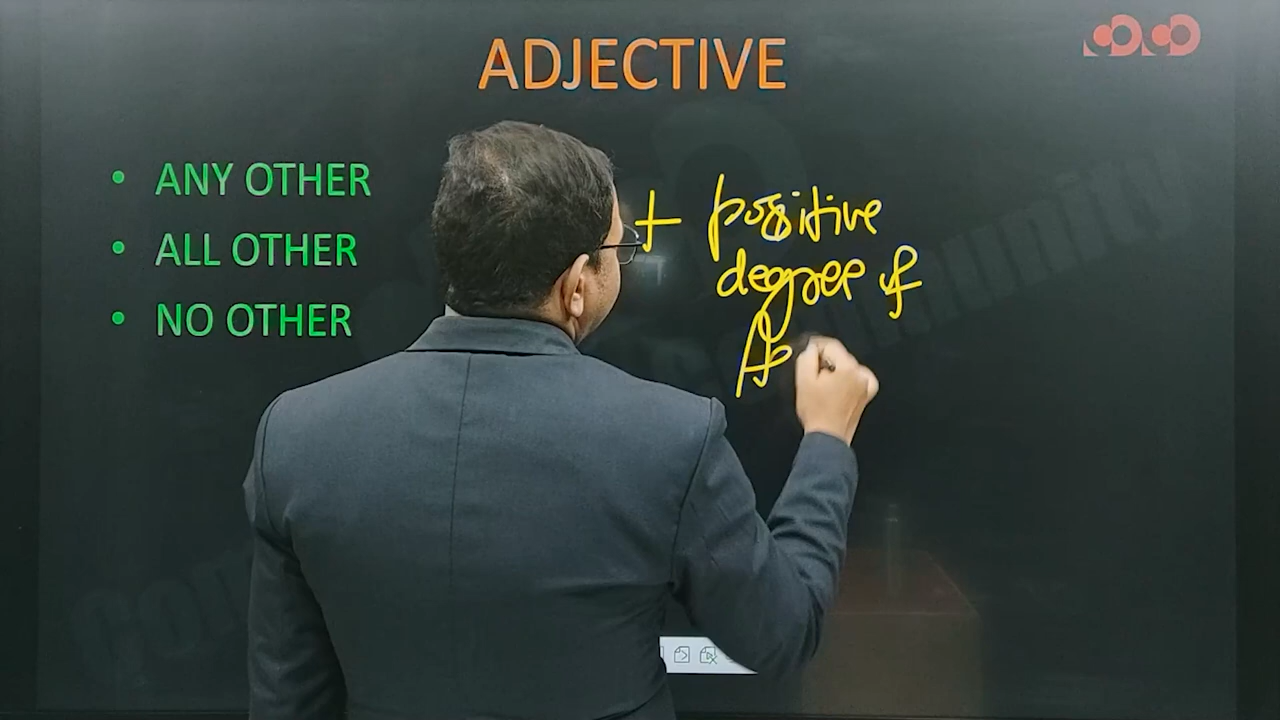 ADJECTIVE
• ANY OTHER
• ALL OTHER
• NO OTHER
+ positive
degree of